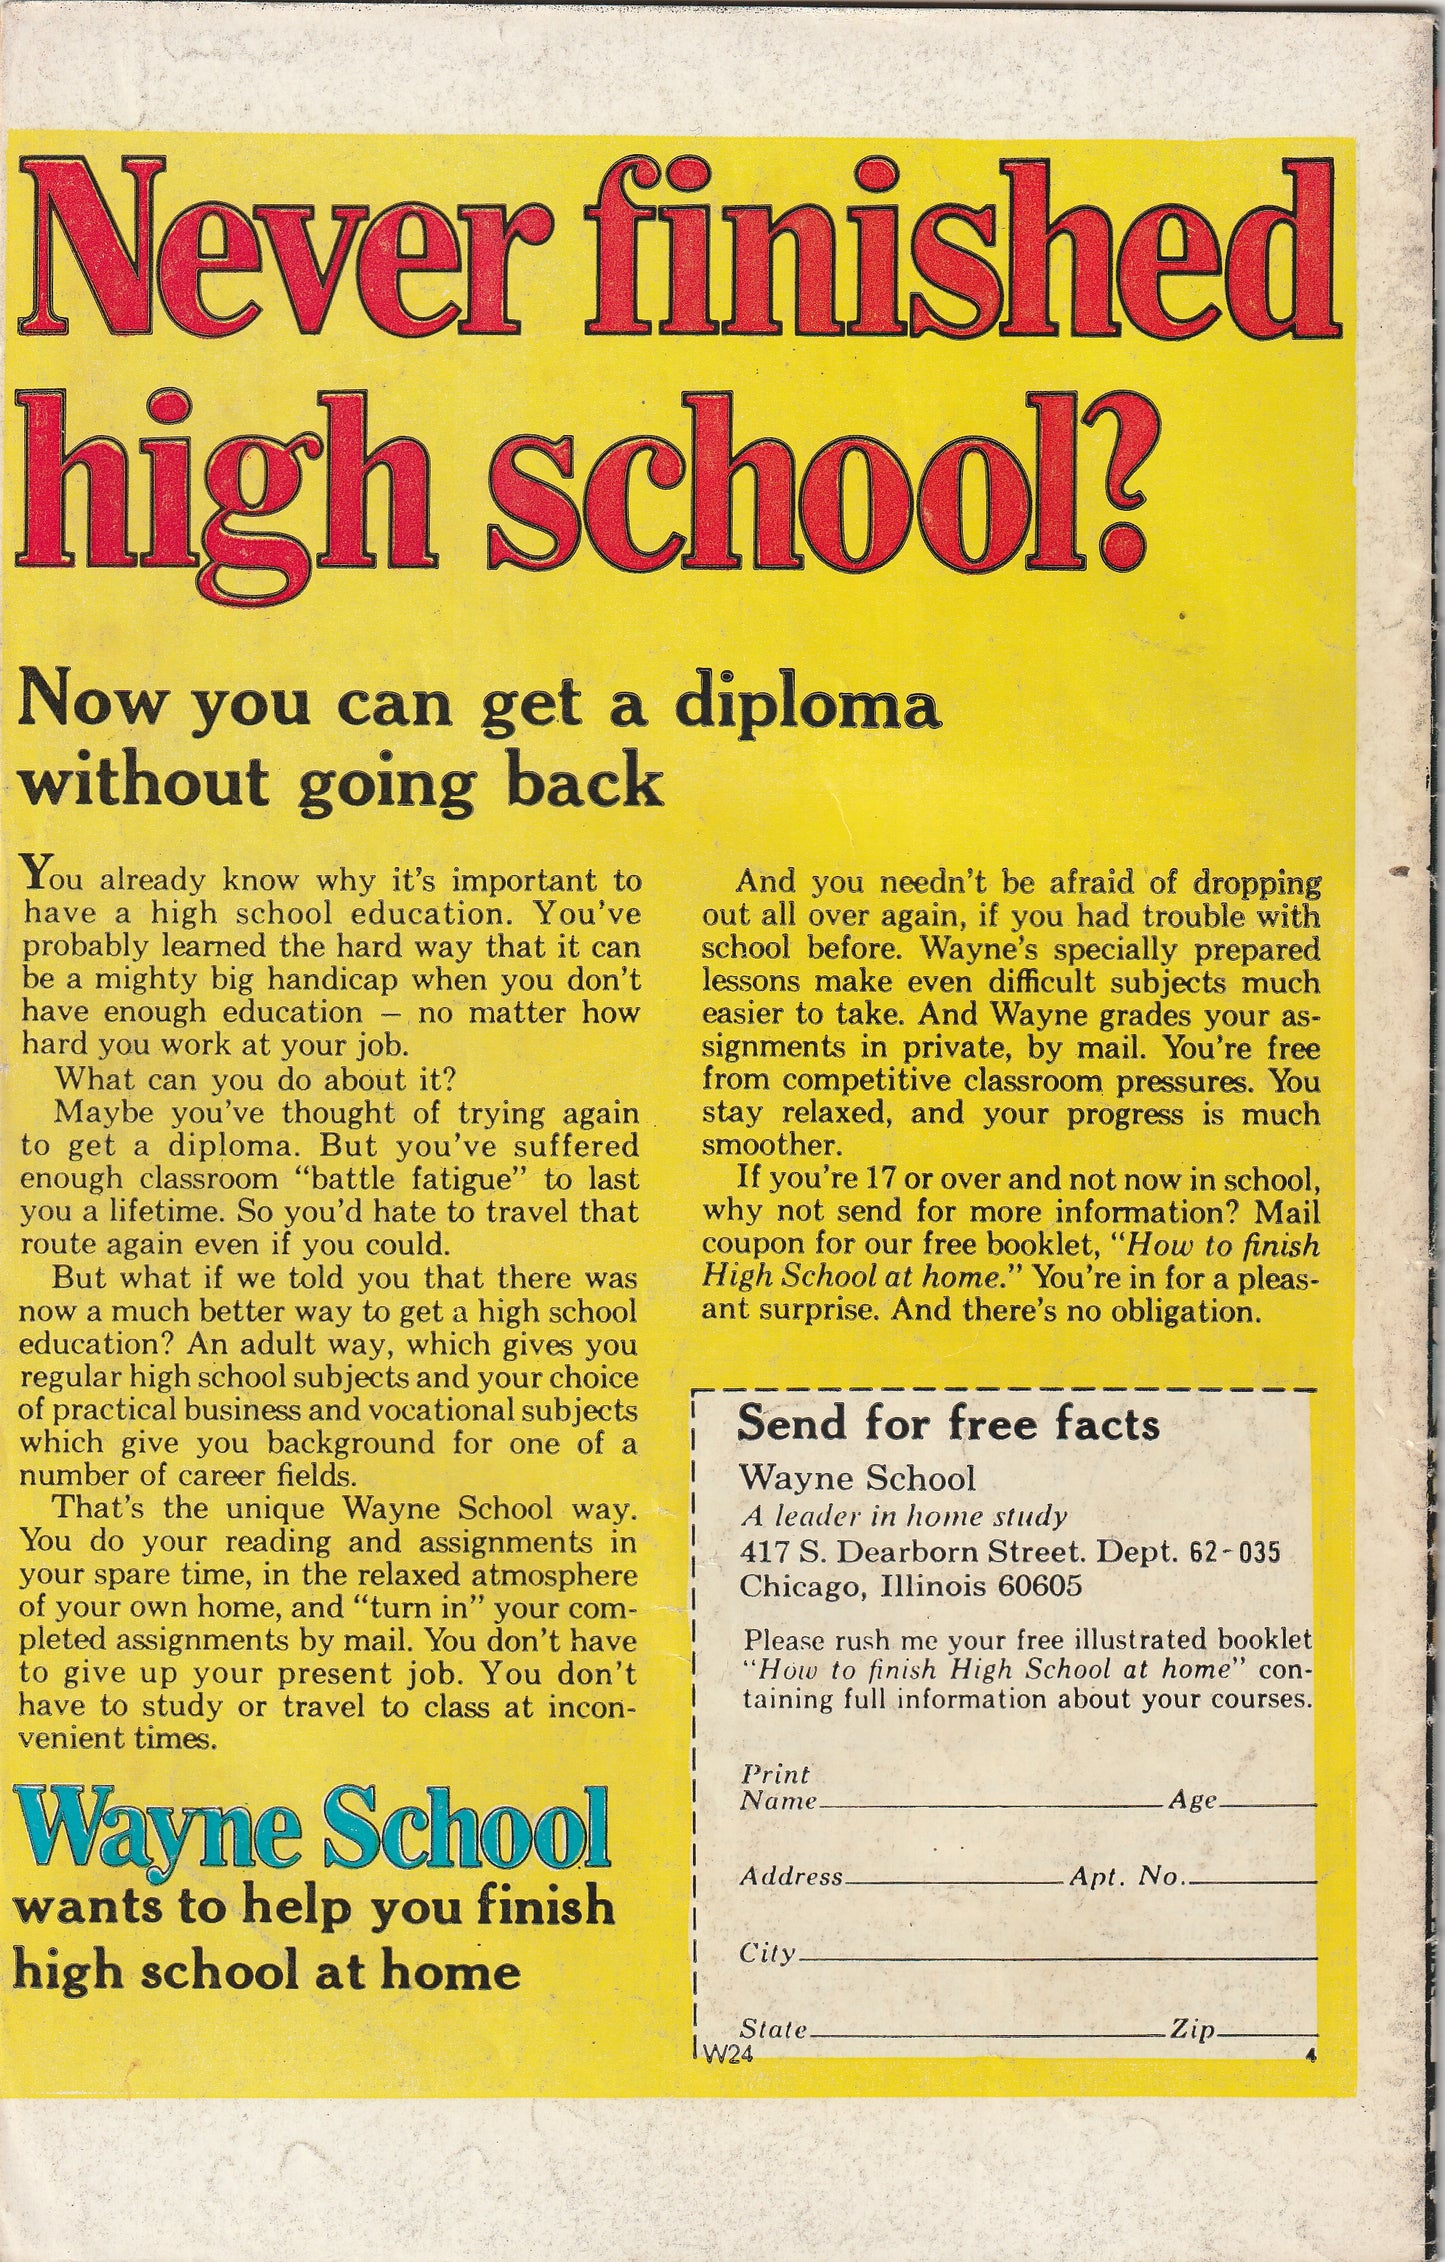 Never finished
high school?
Now you can get a diploma
without going back
You already know why it's important to
have a high school education. You've
probably learned the hard way that it can
be a mighty big handicap when you don't
have enough education – no matter how
hard you work at your job.
What can you do about it?
Maybe you've thought of trying again
to get a diploma. But you've suffered
enough classroom "battle fatigue" to last
you a lifetime. So you'd hate to travel that
route again even if you could.
But what if we told you that there was
now a much better way to get a high school
education? An adult way, which gives you
regular high school subjects and your choice
of practical business and vocational subjects
which give you background for one of a
number of career fields.
That's the unique Wayne School way.
You do your reading and assignments in
your spare time, in the relaxed atmosphere
of your own home, and "turn in" your com-
pleted assignments by mail. You don't have
to give up your present job. You don't
have to study or travel to class at incon-
venient times.
Wayne School
wants to help you finish
high school at home
And you needn't be afraid of dropping
out all over again, if you had trouble with
school before. Wayne's specially prepared
lessons make even difficult subjects much
easier to take. And Wayne grades your as-
signments in private, by mail. You're free
from competitive classroom pressures. You
stay relaxed, and your progress is much
smoother.
If you're 17 or over and not now in school,
why not send for more information? Mail
coupon for our free booklet, "How to finish
High School at home." You're in for a pleas-
ant surprise. And there's no obligation.
Send for free facts
Wayne School
A leader in home study
417 S. Dearborn Street. Dept. 62-035
Chicago, Illinois 60605
Please rush me your free illustrated booklet
"How to finish High School at home" con-
taining full information about your courses.
Print
Name Age
Address Apt. No.
City
State Zip
W24 4